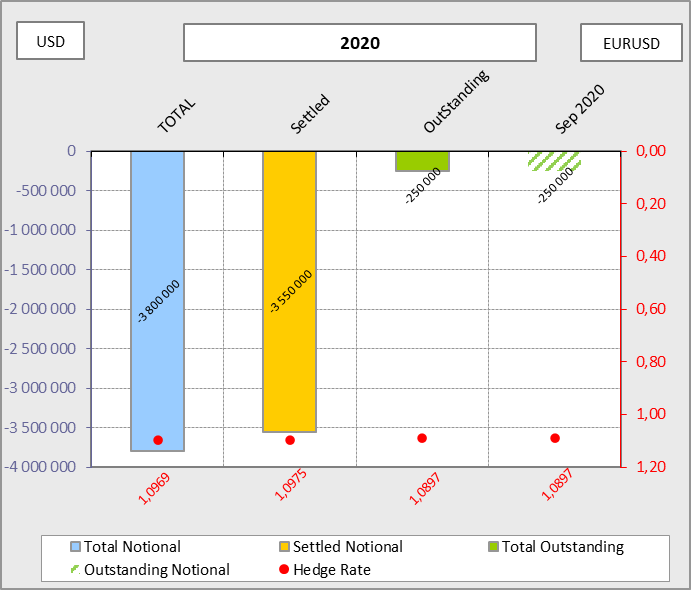 USD
2020
EURUSD
TOTAL
Settled
OutStanding
Sep 2020
0
-500 000
-1 000 000
-1 500 000
-2 000 000
-2 500 000
-3 000 000
-3 500 000
-4 000 000
-3 800 000
-3 550 000
-250 000
-250 000
0,00
0,20
0,40
0,60
0,80
1,00
1,20
1,0969
1,0975
1,0897
1,0897
Total Notional
Settled Notional
Total Outstanding
Outstanding Notional
Hedge Rate